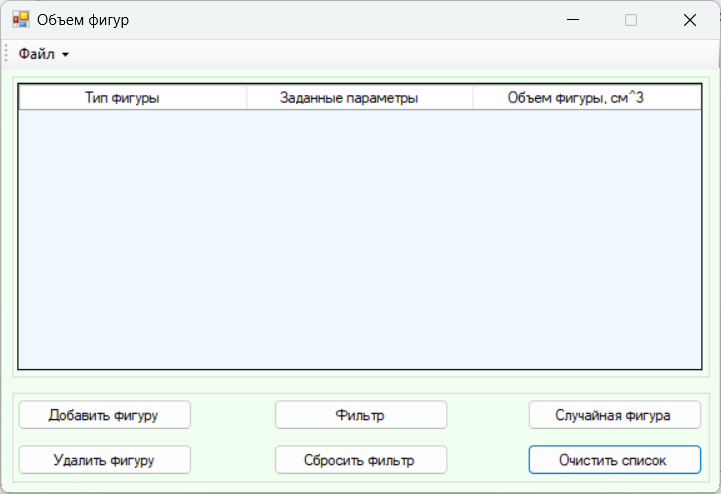 Объем фигур
Файл
Тип фигуры Заданные параметры Объем фигуры, см^3
Добавить фигуру Фильтр Случайная фигура
Удалить фигуру Сбросить фильтр Очистить список